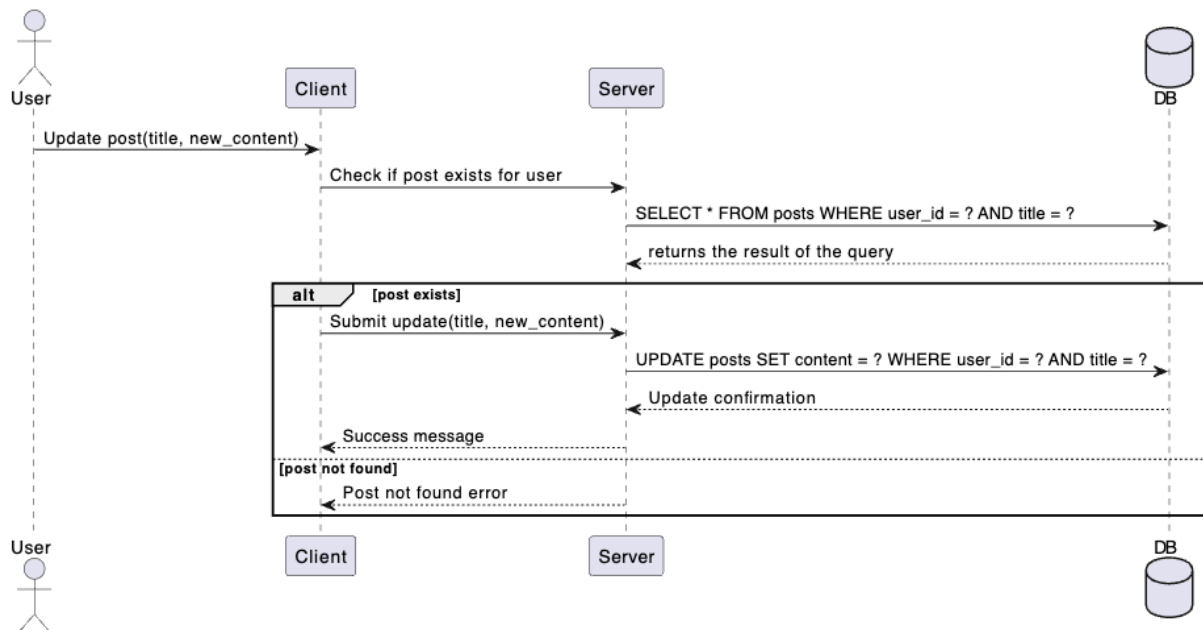 User
Client
Server
DB
Update post(title, new_content)
Check if post exists for user
SELECT * FROM posts WHERE user_id = ? AND title = ?
returns the result of the query
alt [post exists]
Submit update(title, new_content)
UPDATE posts SET content = ? WHERE user_id = ? AND title = ?
Update confirmation
Success message
[post not found]
Post not found error
User
Client
Server
DB